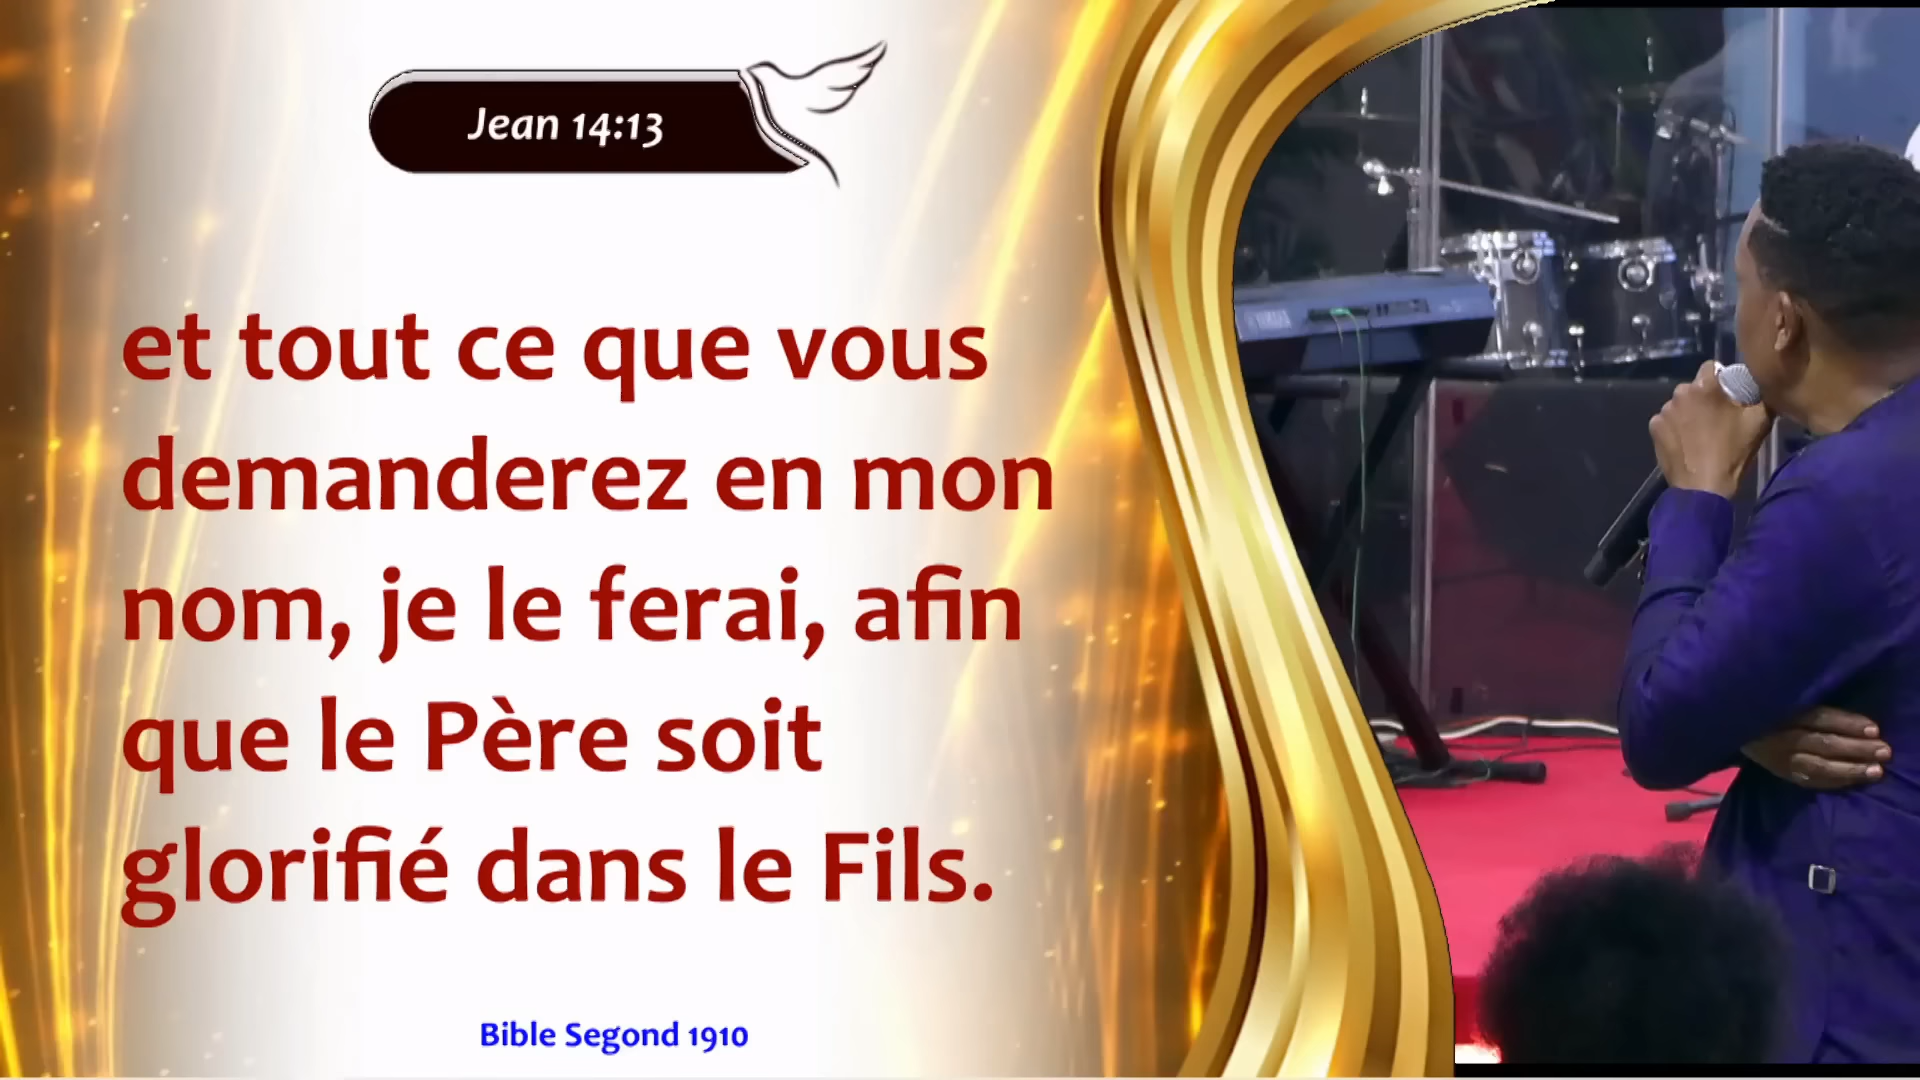 Jean 14:13
et tout ce que vous
demanderez en mon
nom, je le ferai, afin
que le Père soit
glorifié dans le Fils.
Bible Segond 1910